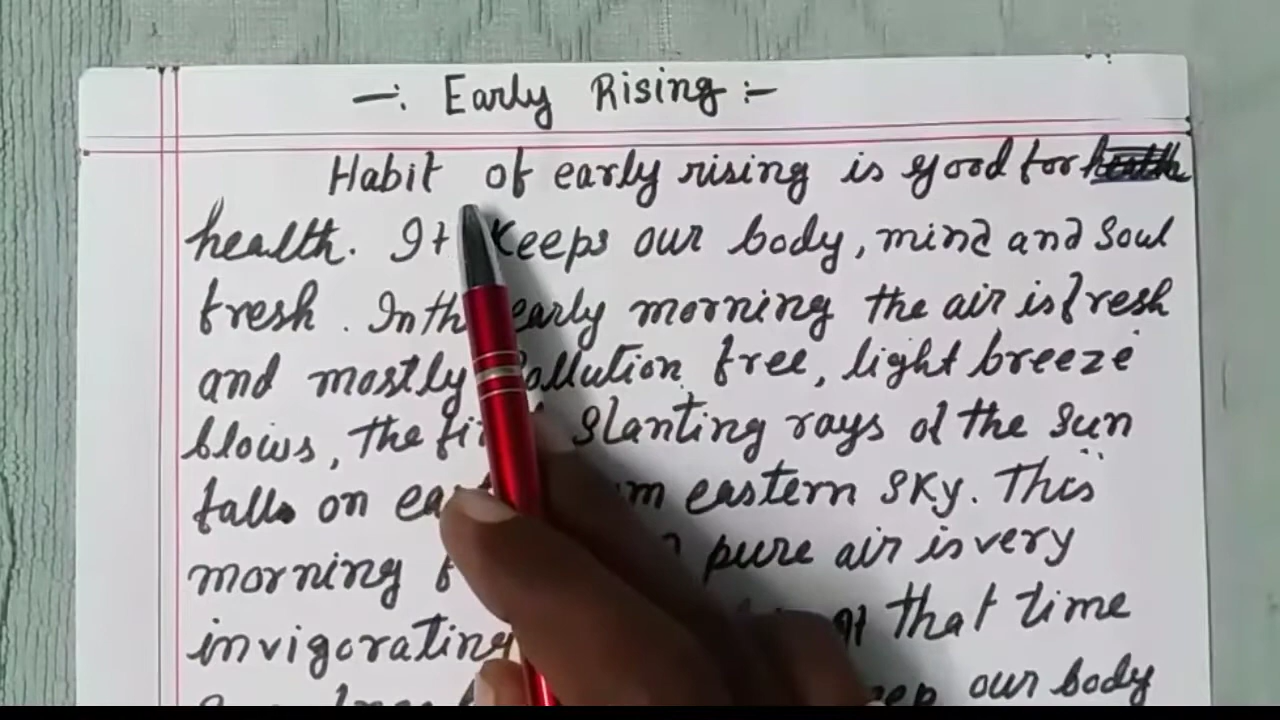 —: Early Rising :—
Habit of early rising is good for
health. It keeps our body, mind and Soul
fresh. In the early morning the air is fresh
and mostly pollution free, light breeze
blows, the slanting rays of the Sun
falls on eastern sky. This
morning pure air is very
invigorating that time
our body